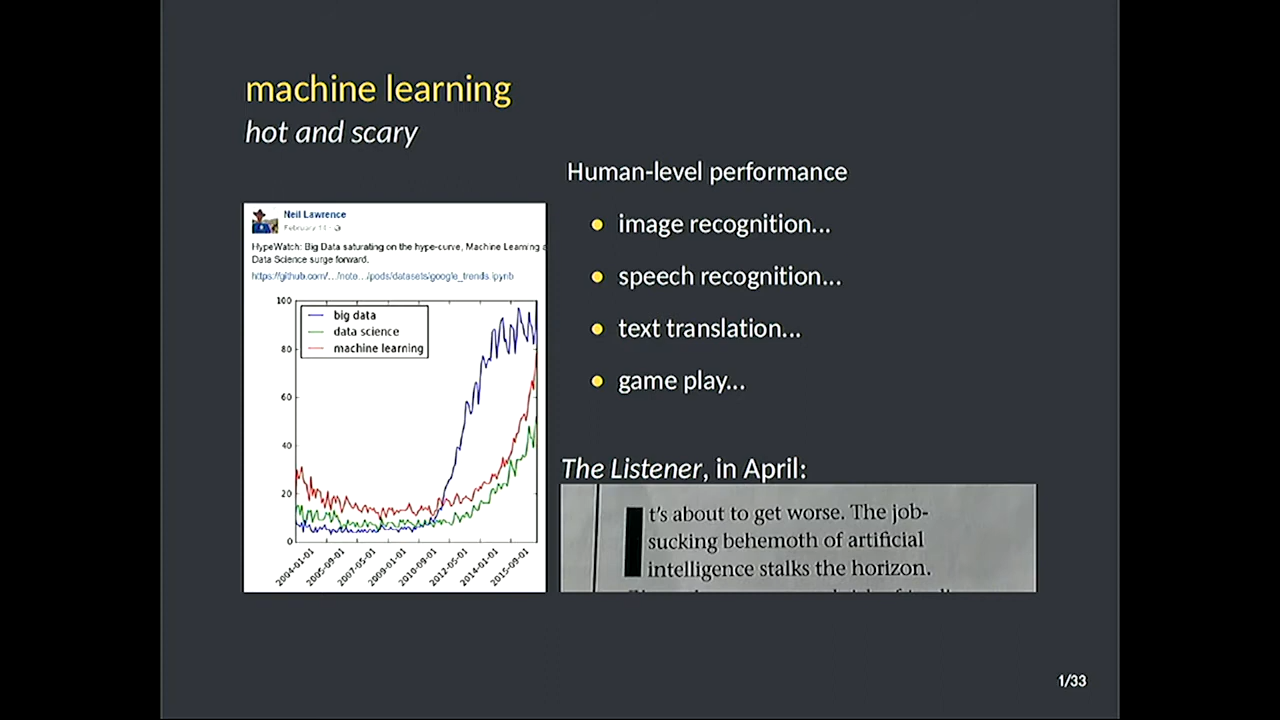 machine learning
hot and scary
Neil Lawrence
HypeWatch: Big Data saturating on the hype-curve, Machine Learning
Data Science surge forward.
https://github.com/.../note.../pods/datasets/google_trends.ipynb
100
80
60
40
20
0
big data
data science
machine learning
2004-01-01
2005-09-01
2007-05-01
2009-01-01
2010-09-01
2012-05-01
2014-01-01
2015-09-01
Human-level performance
• image recognition...
• speech recognition...
• text translation...
• game play...
The Listener, in April:
It's about to get worse. The job-
sucking behemoth of artificial
intelligence stalks the horizon.
1/33